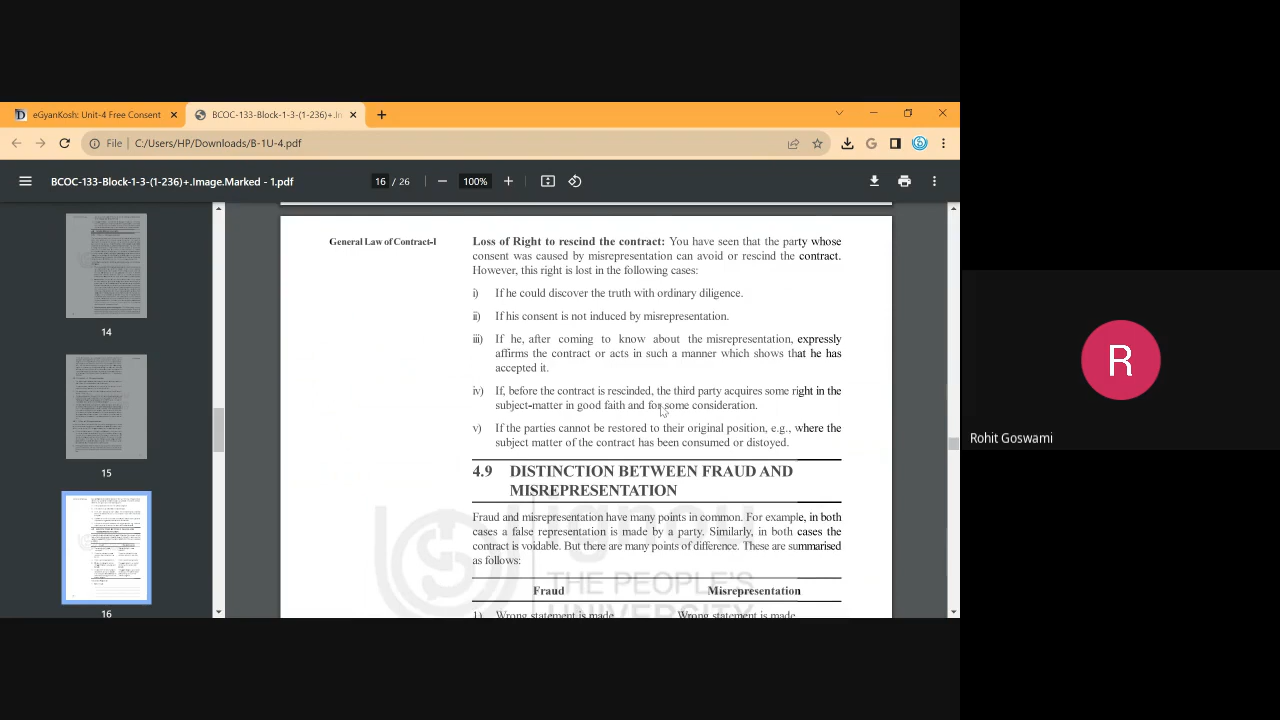 eGyanKosh: Unit-4 Free Consent
BCOC-133-Block-1-3-(1-236)+.In
File
C:/Users/HP/Downloads/B-1U-4.pdf
BCOC-133-Block-1-3-(1-236)+.Image.Marked - 1.pdf
16 / 26
100%
14
15
16
General Law of Contract-I
Loss of Right to rescind the contract: You have seen that the party whose
consent was caused by misrepresentation can avoid or rescind the contract.
However, this right is lost in the following cases:
i) If he could discover the truth with ordinary diligence.
ii) If his consent is not induced by misrepresentation.
iii) If he, after coming to know about the misrepresentation, expressly
affirms the contract or acts in such a manner which shows that he has
accepted it.
iv) If, before the contract is rescinded, the third party acquires some right in the
subject-matter in good faith and for some consideration.
v) If the parties cannot be restored to their original position, e.g., where the
subject matter of the contract has been consumed or distoyed.
4.9 DISTINCTION BETWEEN FRAUD AND
MISREPRESENTATION
Fraud and misrepresentation have many points in common. For example, in both
cases a false representation is made by a party. Similarly, in both cases the
contract is voidable. But there are many points of difference. These are summarised
as follows:
THE PEOPLE'S
UNIVERSITY
Fraud
Misrepresentation
1) Wrong statement is made
Wrong statement is made
R
Rohit Goswami